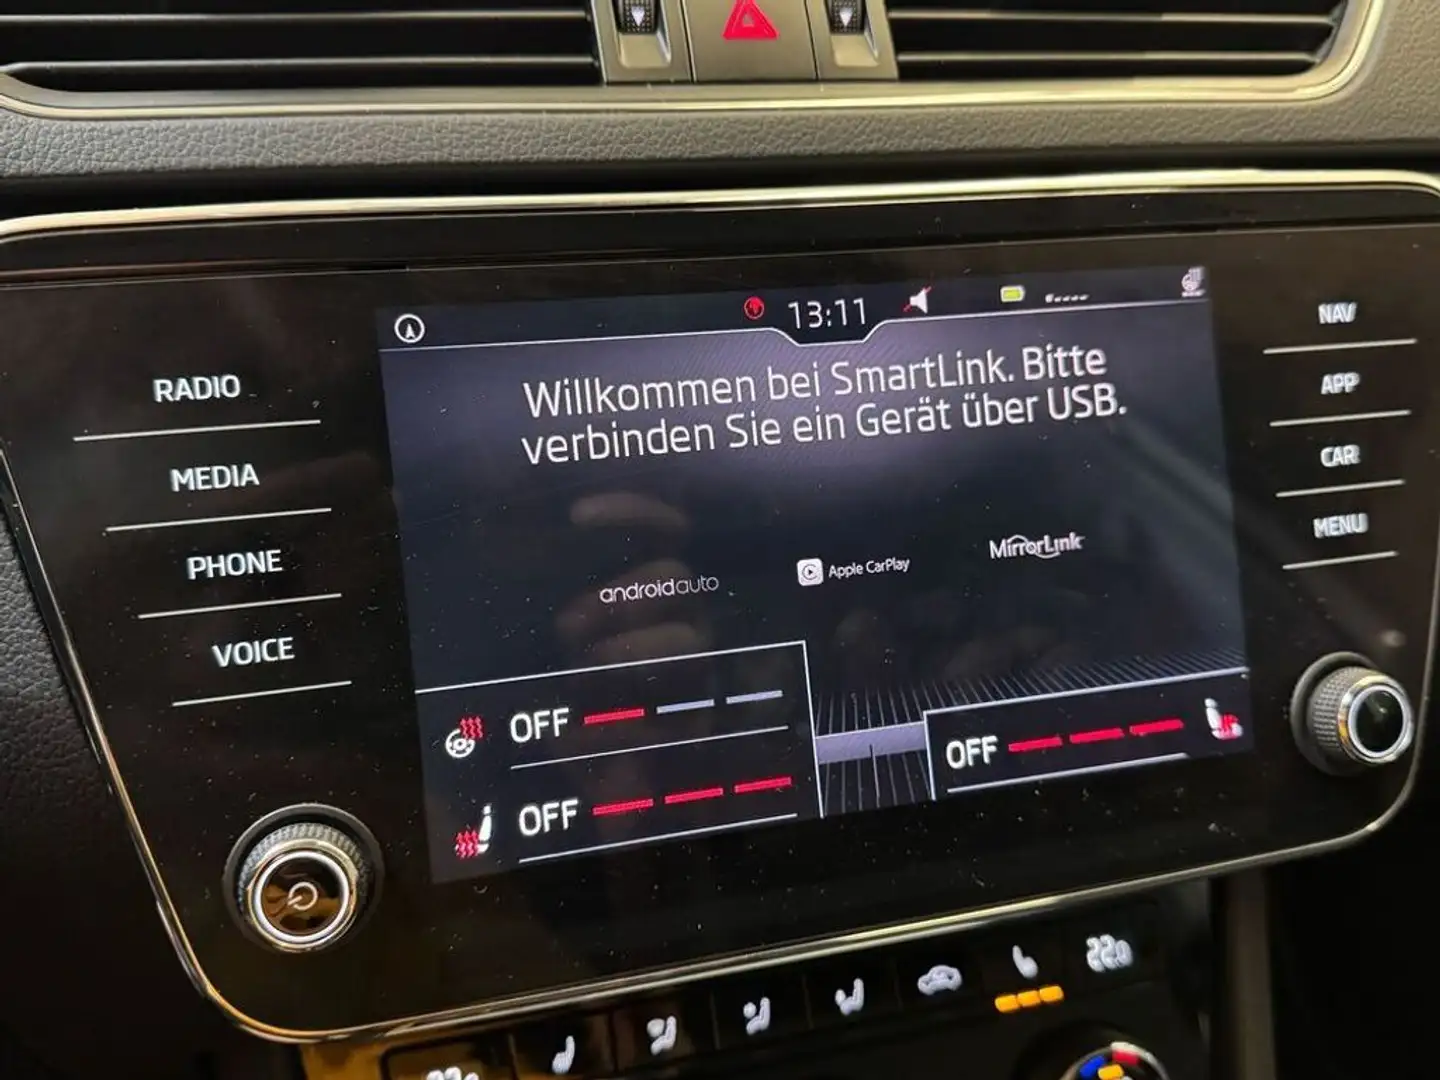 13:11
Willkommen bei SmartLink. Bitte
verbinden Sie ein Gerät über USB.
RADIO
MEDIA
PHONE
VOICE
NAV
APP
CAR
MENU
androidauto
Apple CarPlay
MirrorLink
OFF
OFF
OFF
22.0